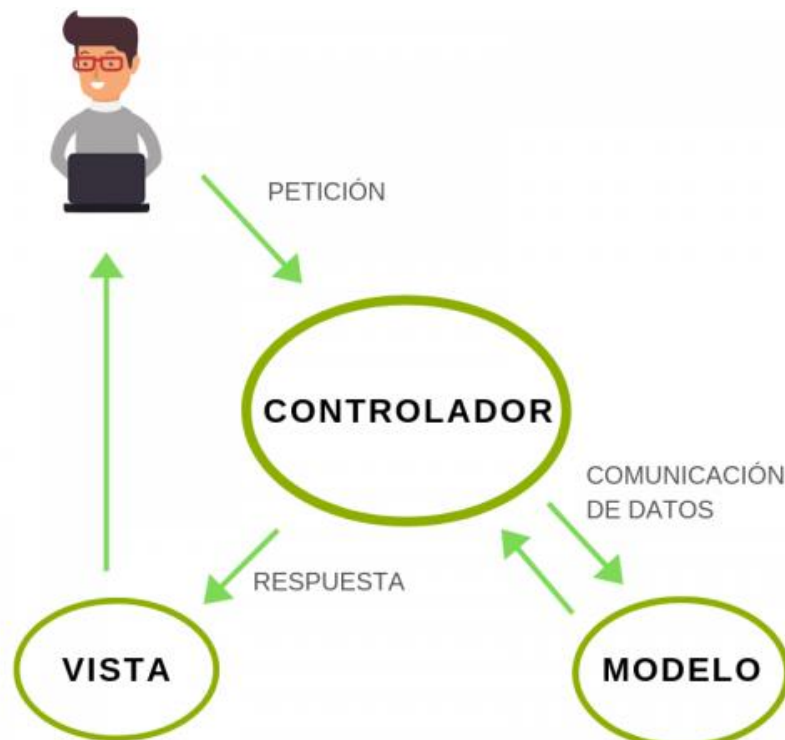 PETICIÓN
CONTROLADOR
COMUNICACIÓN
DE DATOS
RESPUESTA
VISTA
MODELO